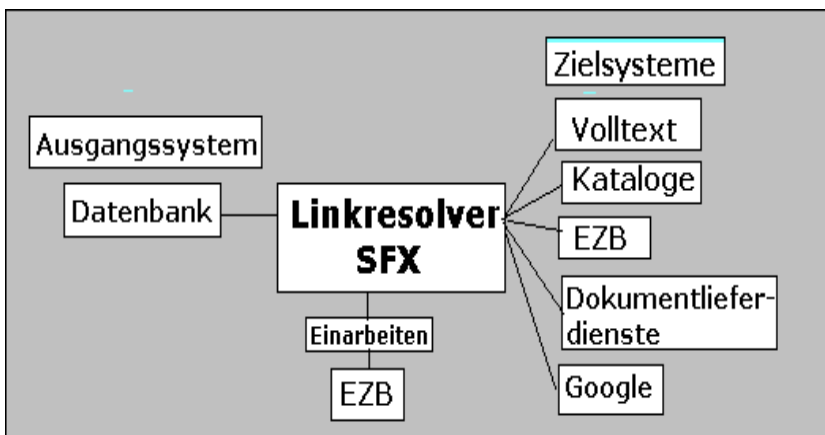 Zielsysteme
Ausgangssystem
Datenbank
Linkresolver
SFX
Einarbeiten
EZB
Volltext
Kataloge
EZB
Dokumentliefer-
dienste
Google